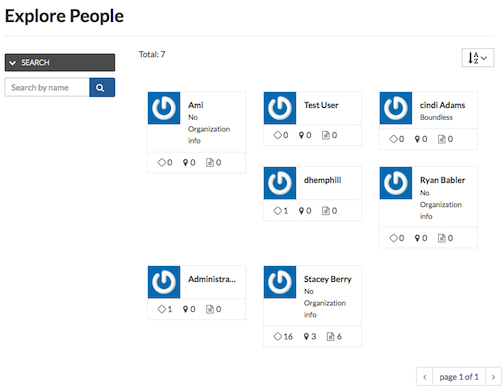 Explore People
SEARCH
Search by name
Total: 7
Ami
No
Organization
info
0 0 0
Test User
0 0 0
cindi Adams
Boundless
0 0 0
dhemphill
1 0 0
Ryan Babler
No
Organization
info
0 0 0
Administra...
1 0 0
Stacey Berry
No
Organization
info
16 3 6
page 1 of 1